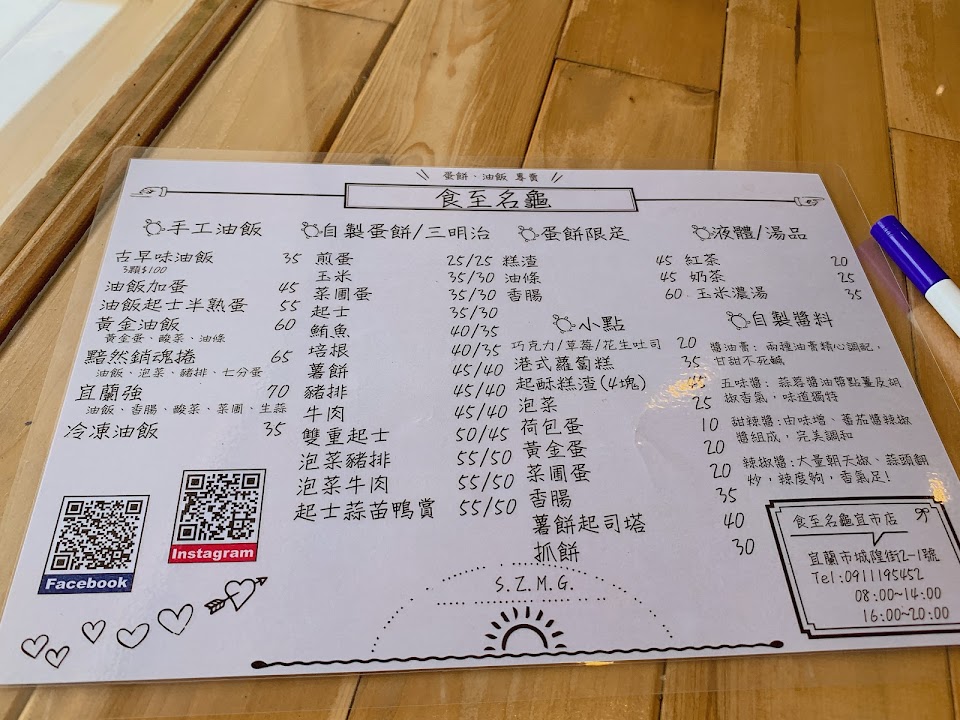 蛋餅、油飯 專賣
食至名龜
手工油飯
古早味油飯 35
3顆$100
油飯加蛋 45
油飯起士半熟蛋 55
黃金油飯 60
黃金蛋、酸菜、油條
黯然銷魂捲 65
油飯、泡菜、豬排、七分蛋
宜蘭強 70
油飯、香腸、酸菜、菜圃、生蒜
冷凍油飯 35
自製蛋餅/三明治
煎蛋 25/25
玉米 35/30
菜圃蛋 35/30
起士 35/30
鮪魚 40/35
培根 40/35
薯餅 45/40
豬排 45/40
牛肉 45/40
雙重起士 50/45
泡菜豬排 55/50
泡菜牛肉 55/50
起士蒜苗鴨賞 55/50
蛋餅限定
糕渣 45
油條 45
香腸 60
小點
巧克力/草莓/花生吐司 20
港式蘿蔔糕 35
起酥糕渣(4塊) 45
泡菜 25
荷包蛋 10
黃金蛋 20
菜圃蛋 20
香腸 35
薯餅起司塔 40
抓餅 30
液體/湯品
紅茶 20
奶茶 25
玉米濃湯 35
自製醬料
醬油膏：兩種油膏精心調配，
甘甜不死鹹
五味醬：蒜蓉醬油醬點薑及胡
椒香氣，味道獨特
甜辣醬：由味增、蕃茄醬辣椒
醬組成，完美調和
辣椒醬：大量朝天椒、蒜頭翻
炒，辣度夠，香氣足!
食至名龜宜市店
宜蘭市城隍街2-1號
Tel:0911195452
08:00~14:00
16:00~20:00
Facebook
Instagram
S.Z.M.G.